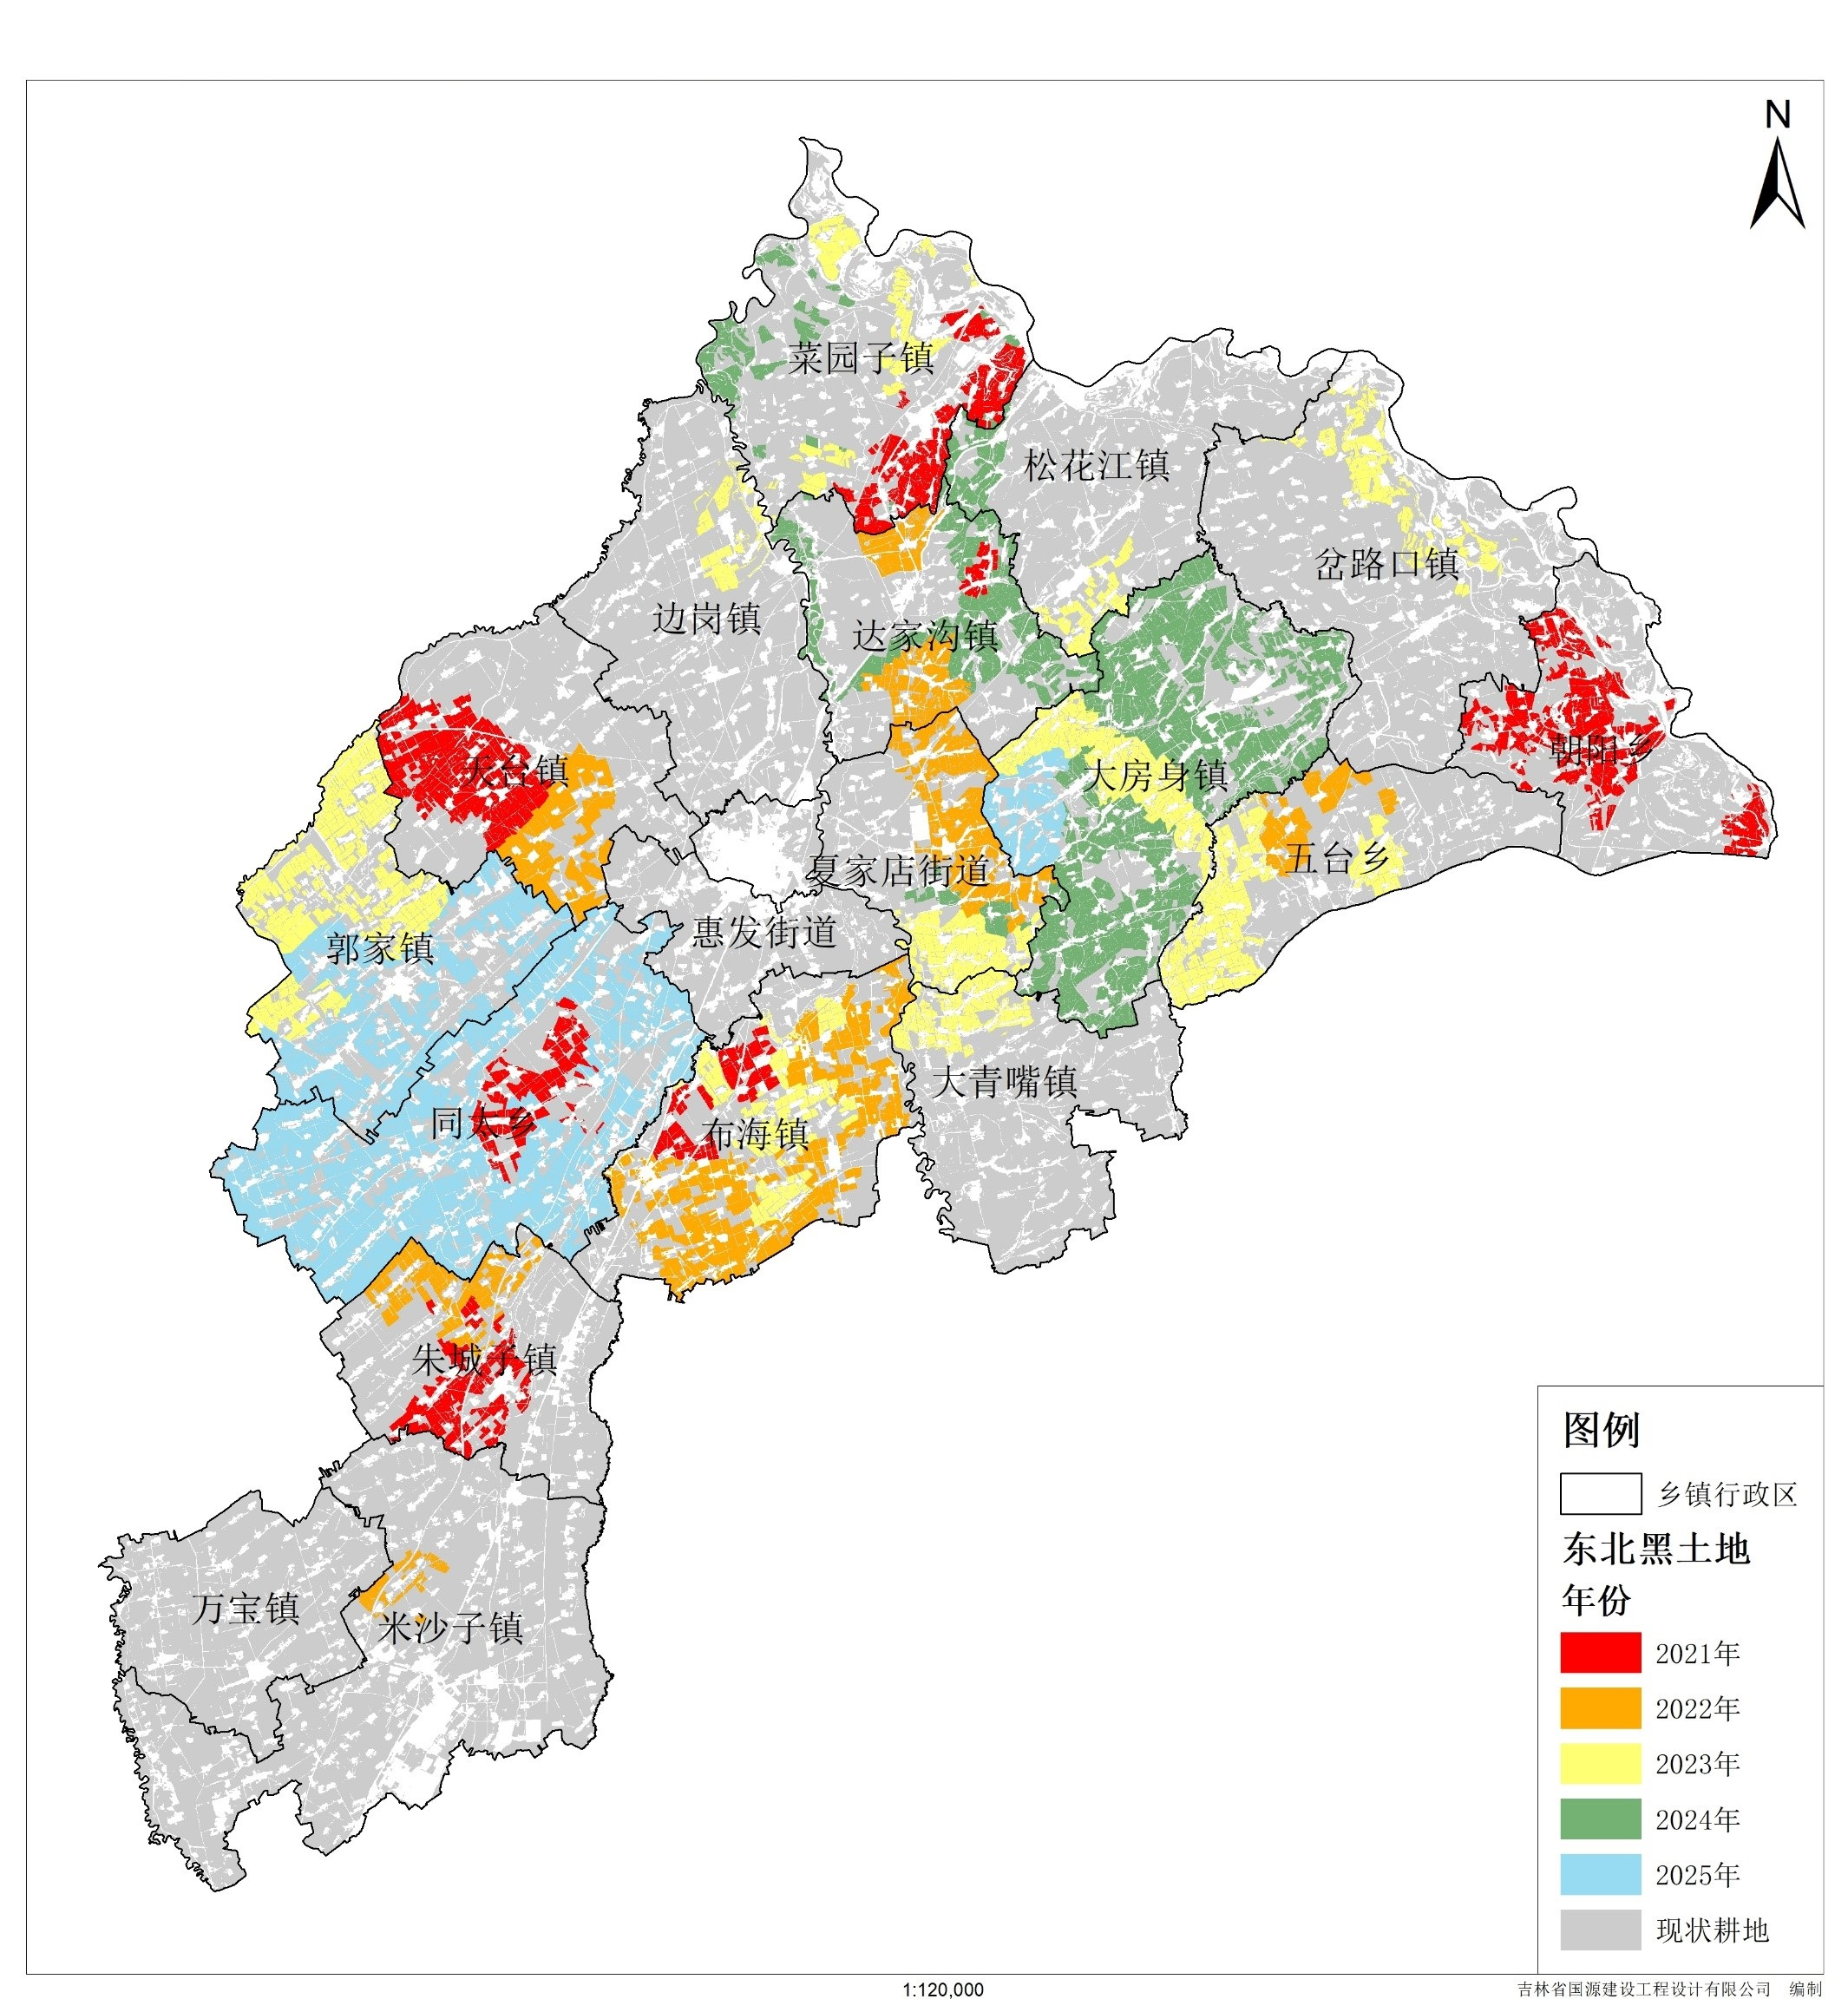 N
菜园子镇
松花江镇
岔路口镇
边岗镇
达家沟镇
朝阳乡
天台镇
大房身镇
五台乡
夏家店街道
惠发街道
郭家镇
大青嘴镇
同太乡
布海镇
朱城子镇
万宝镇
米沙子镇
图例
乡镇行政区
东北黑土地
年份
2021年
2022年
2023年
2024年
2025年
现状耕地
1:120,000
吉林省国源建设工程设计有限公司 编制